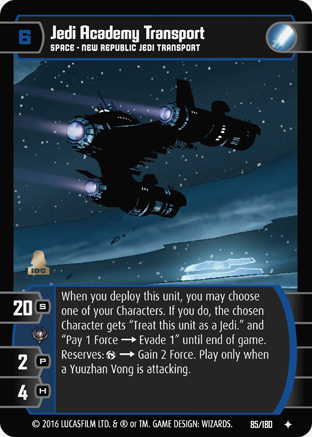 6
Jedi Academy Transport
SPACE - NEW REPUBLIC JEDI TRANSPORT
IDC
20 S
2 P
4 H
When you deploy this unit, you may choose
one of your Characters. If you do, the chosen
Character gets “Treat this unit as a Jedi.” and
“Pay 1 Force → Evade 1” until end of game.
Reserves: → Gain 2 Force. Play only when
a Yuuzhan Vong is attacking.
© 2016 LUCASFILM LTD. & ® or TM. GAME DESIGN: WIZARDS. 85/180